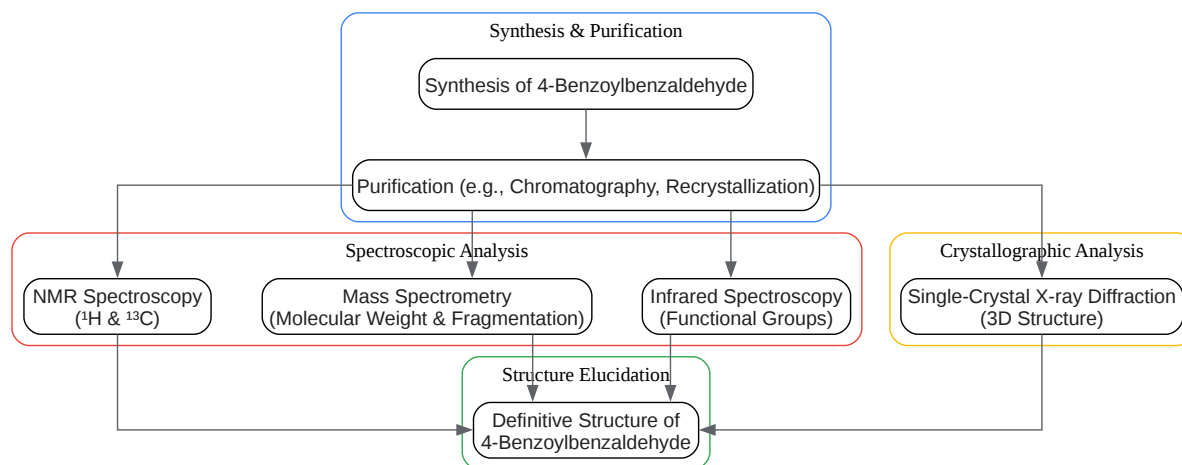 Synthesis & Purification
Synthesis of 4-Benzoylbenzaldehyde
Purification (e.g., Chromatography, Recrystallization)
Spectroscopic Analysis
Crystallographic Analysis
NMR Spectroscopy
(¹H & ¹³C)
Mass Spectrometry
(Molecular Weight & Fragmentation)
Infrared Spectroscopy
(Functional Groups)
Single-Crystal X-ray Diffraction
(3D Structure)
Structure Elucidation
Definitive Structure of
4-Benzoylbenzaldehyde